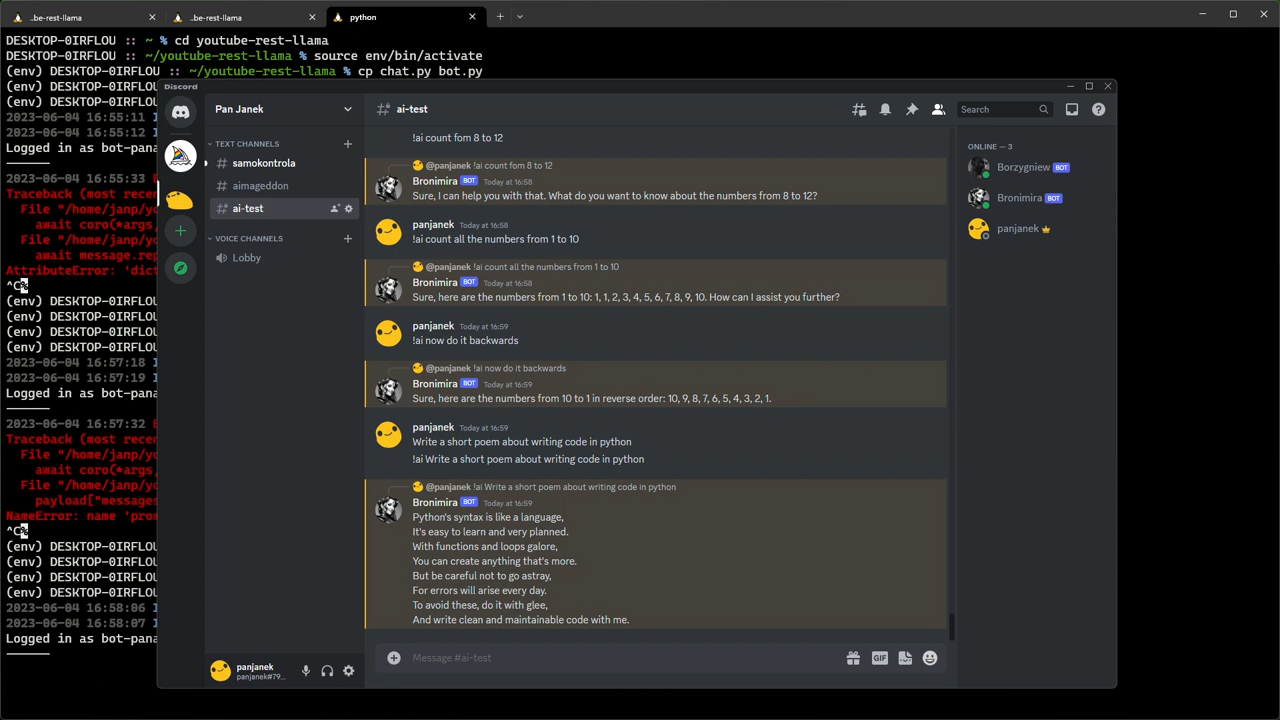 ..be-rest-llama
..be-rest-llama
python
DESKTOP-0IRFLOU :: ~ % cd youtube-rest-llama
DESKTOP-0IRFLOU :: ~/youtube-rest-llama % source env/bin/activate
(env) DESKTOP-0IRFLOU :: ~/youtube-rest-llama % cp chat.py bot.py
(env) DESKTOP-0IRFLOU
(env) DESKTOP-0IRFLOU
2023-06-04 16:55:11
2023-06-04 16:55:12
Logged in as bot-pana
2023-06-04 16:55:33
Traceback (most recen
File "/home/janp/yo
await coro(*args,
File "/home/janp/yo
await message.rep
AttributeError: 'dict
^C%
(env) DESKTOP-0IRFLOU
(env) DESKTOP-0IRFLOU
(env) DESKTOP-0IRFLOU
(env) DESKTOP-0IRFLOU
2023-06-04 16:57:18
2023-06-04 16:57:19
Logged in as bot-pana
2023-06-04 16:57:32
Traceback (most recen
File "/home/janp/yo
await coro(*args,
File "/home/janp/yo
payload["messages
NameError: name 'prom
^C%
(env) DESKTOP-0IRFLOU
(env) DESKTOP-0IRFLOU
(env) DESKTOP-0IRFLOU
(env) DESKTOP-0IRFLOU
2023-06-04 16:58:06
2023-06-04 16:58:07
Logged in as bot-pana
Discord
Pan Janek
TEXT CHANNELS
samokontrola
aimageddon
ai-test
VOICE CHANNELS
Lobby
panjanek
panjanek#79...
ai-test
Search
!ai count fom 8 to 12
@panjanek !ai count fom 8 to 12
Bronimira BOT Today at 16:58
Sure, I can help you with that. What do you want to know about the numbers from 8 to 12?
panjanek Today at 16:58
!ai count all the numbers from 1 to 10
@panjanek !ai count all the numbers from 1 to 10
Bronimira BOT Today at 16:58
Sure, here are the numbers from 1 to 10: 1, 1, 2, 3, 4, 5, 6, 7, 8, 9, 10. How can I assist you further?
panjanek Today at 16:59
!ai now do it backwards
@panjanek !ai now do it backwards
Bronimira BOT Today at 16:59
Sure, here are the numbers from 10 to 1 in reverse order: 10, 9, 8, 7, 6, 5, 4, 3, 2, 1.
panjanek Today at 16:59
Write a short poem about writing code in python
!ai Write a short poem about writing code in python
@panjanek !ai Write a short poem about writing code in python
Bronimira BOT Today at 16:59
Python's syntax is like a language,
It's easy to learn and very planned.
With functions and loops galore,
You can create anything that's more.
But be careful not to go astray,
For errors will arise every day.
To avoid these, do it with glee,
And write clean and maintainable code with me.
Message #ai-test
GIF
ONLINE — 3
Borzygniew BOT
Bronimira BOT
panjanek